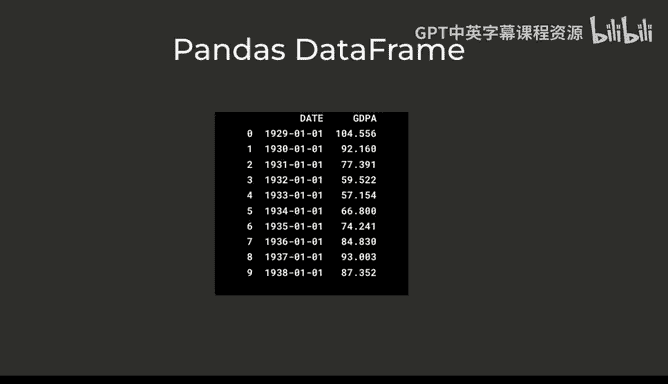 GPT中英字幕课程资源 bilibili
Pandas DataFrame
DATE GDPA
0 1929-01-01 104.556
1 1930-01-01 92.160
2 1931-01-01 77.391
3 1932-01-01 59.522
4 1933-01-01 57.154
5 1934-01-01 66.800
6 1935-01-01 74.241
7 1936-01-01 84.830
8 1937-01-01 93.003
9 1938-01-01 87.352